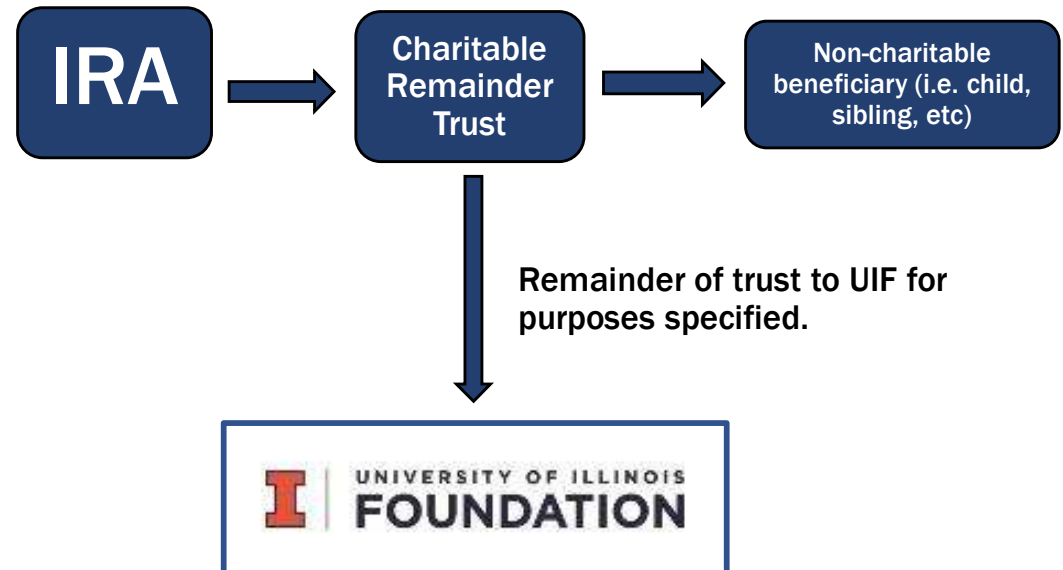 IRA
Charitable
Remainder
Trust
Non-charitable
beneficiary (i.e. child,
sibling, etc)
Remainder of trust to UIF for
purposes specified.
I
UNIVERSITY OF ILLINOIS
FOUNDATION